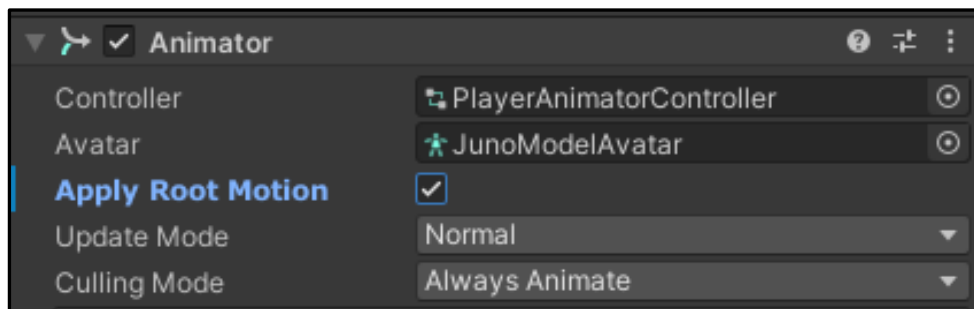 Animator
Controller PlayerAnimatorController
Avatar JunoModelAvatar
Apply Root Motion
Update Mode Normal
Culling Mode Always Animate